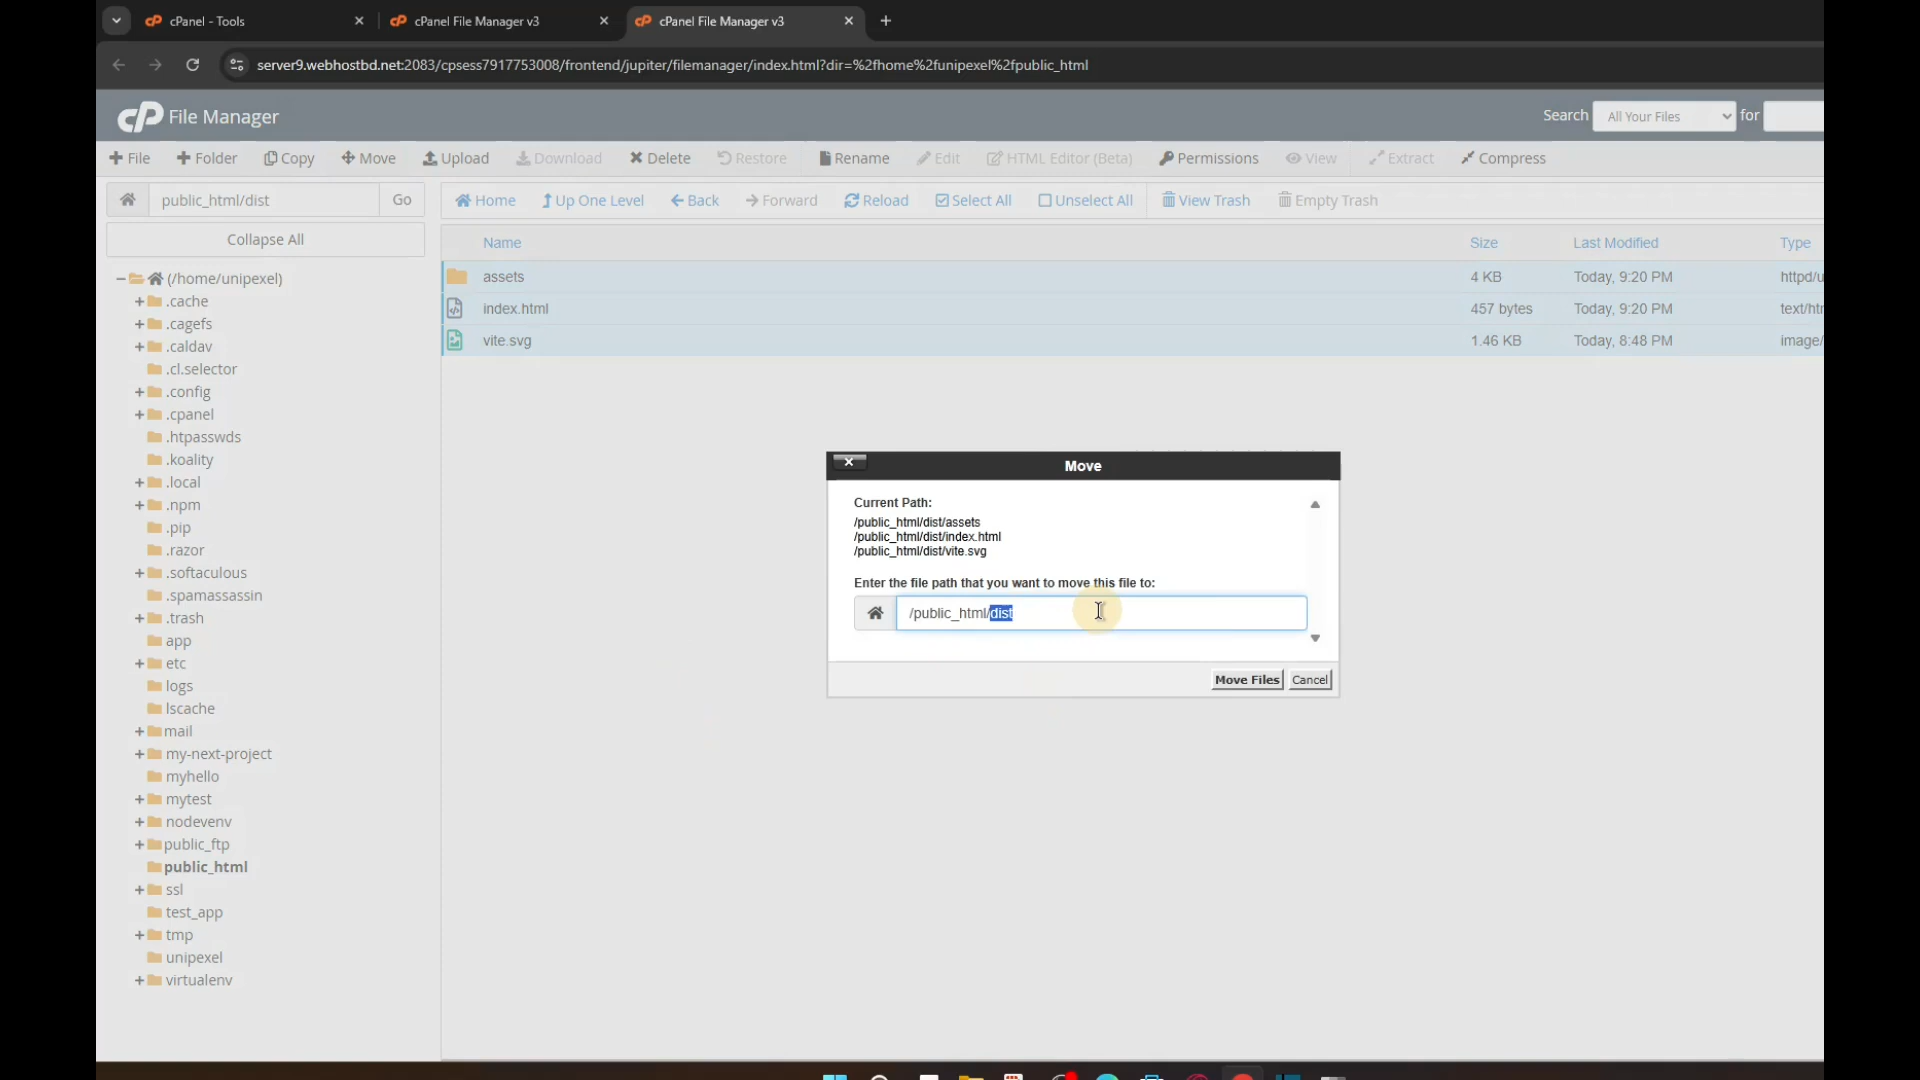 cPanel - Tools
cPanel File Manager v3
cPanel File Manager v3
server9.webhostbd.net:2083/cpsess7917753008/frontend/jupiter/filemanager/index.html?dir=%2fhome%2funipexel%2fpublic_html
cP File Manager
Search All Your Files for
File Folder Copy Move Upload Download Delete Restore Rename Edit HTML Editor (Beta) Permissions View Extract Compress
public_html/dist Go
Home Up One Level Back Forward Reload Select All Unselect All View Trash Empty Trash
Collapse All
Name Size Last Modified Type
assets 4 KB Today, 9:20 PM httpd/u
index.html 457 bytes Today, 9:20 PM text/htr
vite.svg 1.46 KB Today, 8:48 PM image/
(/home/unipexel)
.cache
.cagefs
.caldav
.cl.selector
.config
.cpanel
.htpasswds
.koality
.local
.npm
.pip
.razor
.softaculous
.spamassassin
.trash
app
etc
logs
lscache
mail
my-next-project
myhello
mytest
nodevenv
public_ftp
public_html
ssl
test_app
tmp
unipexel
virtualenv
Move
Current Path:
/public_html/dist/assets
/public_html/dist/index.html
/public_html/dist/vite.svg
Enter the file path that you want to move this file to:
/public_html/dist
Move Files Cancel